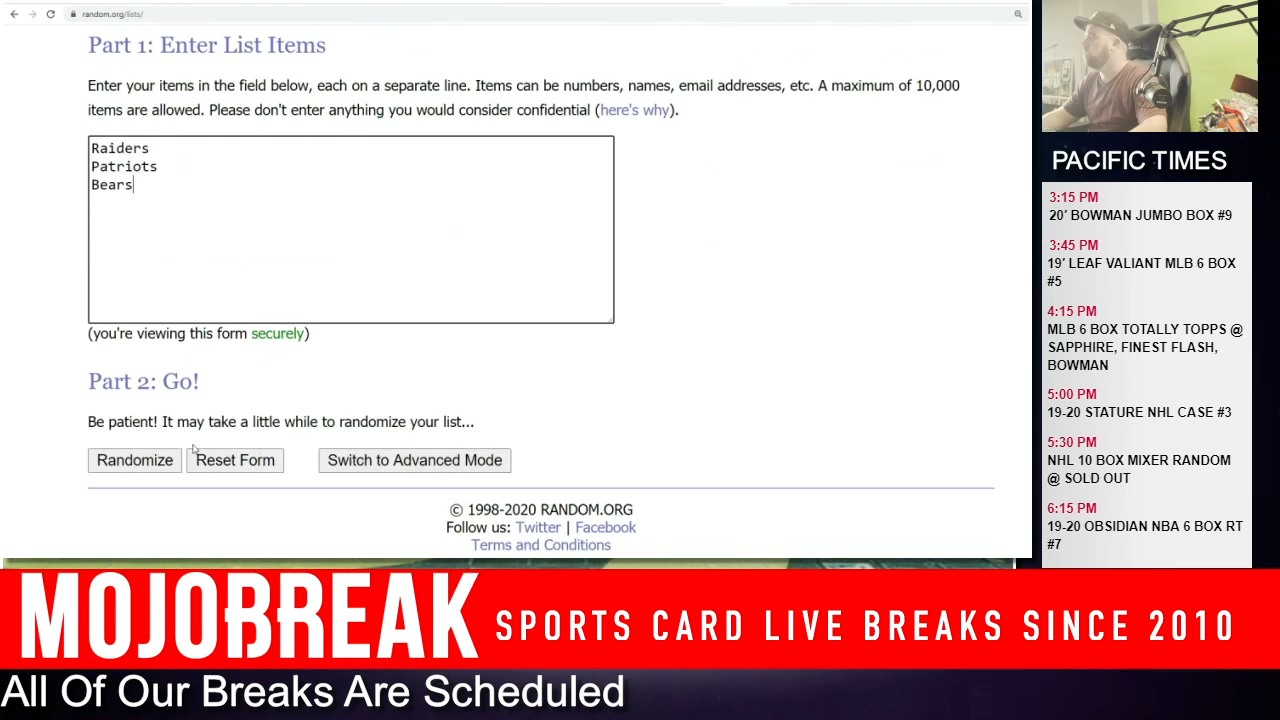 random.org/lists/
Part 1: Enter List Items
Enter your items in the field below, each on a separate line. Items can be numbers, names, email addresses, etc. A maximum of 10,000
items are allowed. Please don't enter anything you would consider confidential (here's why).
Raiders
Patriots
Bears
(you're viewing this form securely)
Part 2: Go!
Be patient! It may take a little while to randomize your list...
Randomize Reset Form Switch to Advanced Mode
© 1998-2020 RANDOM.ORG
Follow us: Twitter | Facebook
Terms and Conditions
PACIFIC TIMES
3:15 PM
20' BOWMAN JUMBO BOX #9
3:45 PM
19' LEAF VALIANT MLB 6 BOX
#5
4:15 PM
MLB 6 BOX TOTALLY TOPPS @
SAPPHIRE, FINEST FLASH,
BOWMAN
5:00 PM
19-20 STATURE NHL CASE #3
5:30 PM
NHL 10 BOX MIXER RANDOM
@ SOLD OUT
6:15 PM
19-20 OBSIDIAN NBA 6 BOX RT
#7
MOJOBREAK SPORTS CARD LIVE BREAKS SINCE 2010
All Of Our Breaks Are Scheduled